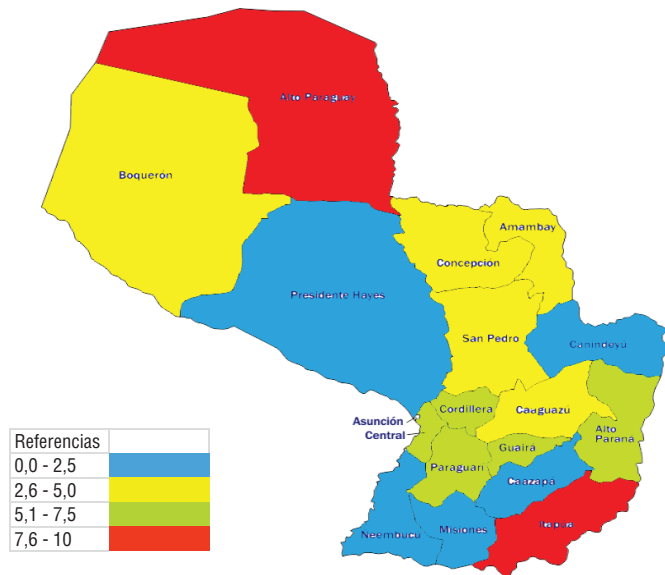 Alto Paraguay
Boquerón
Amambay
Concepción
Presidente Hayes
San Pedro
Canindeyú
Asunción
Central
Cordillera
Caaguazú
Alto
Paraná
Guairá
Paraguarí
Caazapá
Ñeembucú
Misiones
Itapúa
Referencias
0,0 - 2,5
2,6 - 5,0
5,1 - 7,5
7,6 - 10